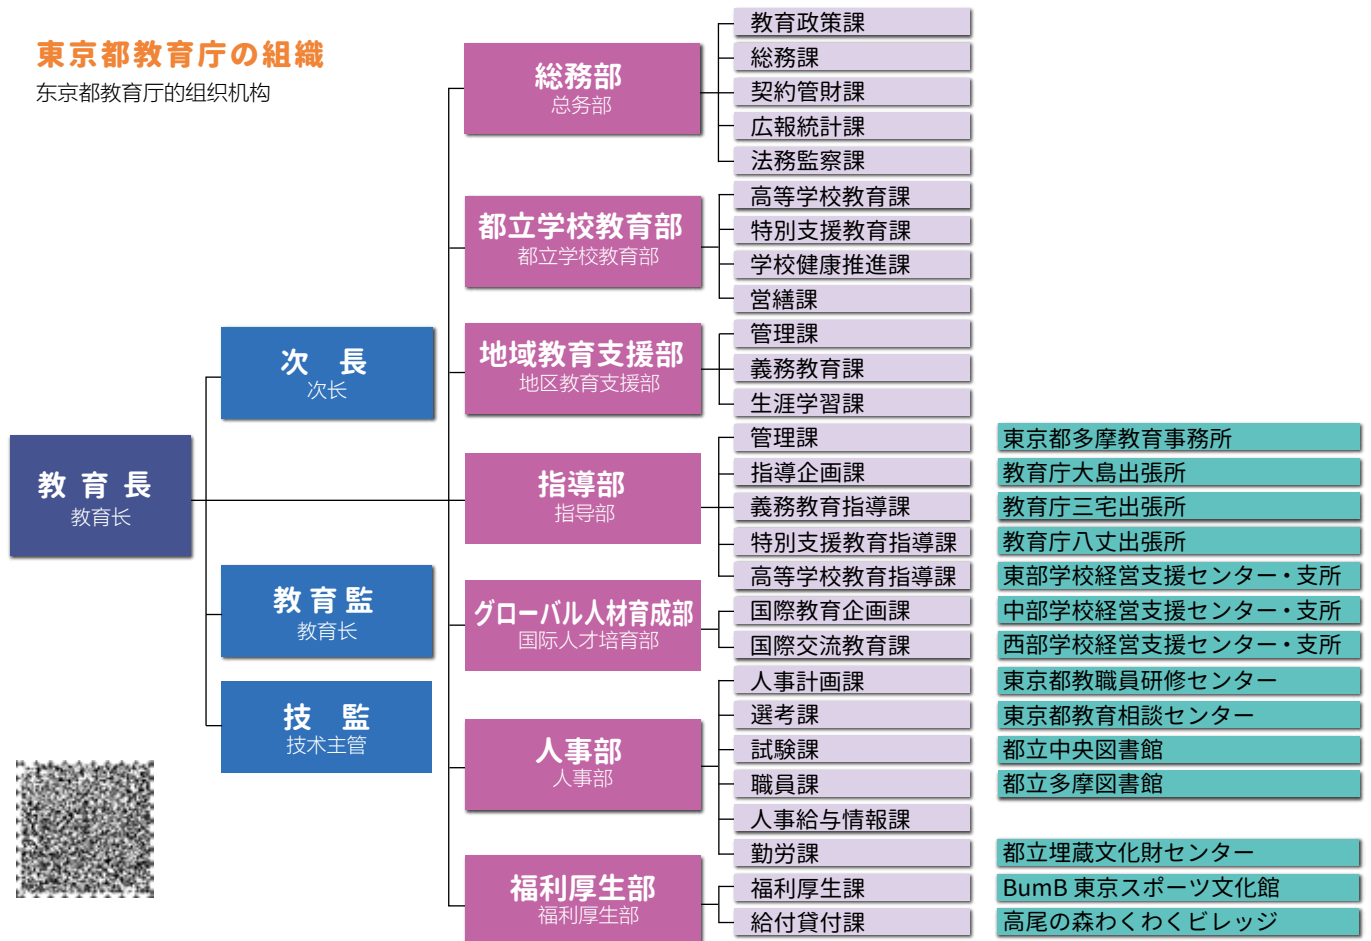 東京都教育庁の組織
东京都教育厅的组织机构
教育長
教育长
次 長
次长
教育監
教育长
技 監
技术主管
総務部
总务部
教育政策課
総務課
契約管財課
広報統計課
法務監察課
都立学校教育部
都立学校教育部
高等学校教育課
特別支援教育課
学校健康推進課
営繕課
地域教育支援部
地区教育支援部
管理課
義務教育課
生涯学習課
指導部
指导部
管理課
指導企画課
義務教育指導課
特別支援教育指導課
高等学校教育指導課
グローバル人材育成部
国际人才培育部
国際教育企画課
国際交流教育課
人事部
人事部
人事計画課
選考課
試験課
職員課
人事給与情報課
勤労課
福利厚生部
福利厚生部
福利厚生課
給付貸付課
東京都多摩教育事務所
教育庁大島出張所
教育庁三宅出張所
教育庁八丈出張所
東部学校経営支援センター・支所
中部学校経営支援センター・支所
西部学校経営支援センター・支所
東京都教職員研修センター
東京都教育相談センター
都立中央図書館
都立多摩図書館
都立埋蔵文化財センター
BumB 東京スポーツ文化館
高尾の森わくわくビレッジ